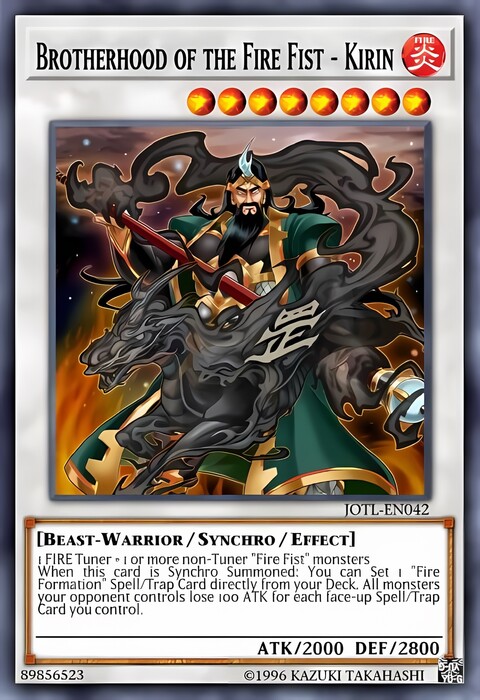 BROTHERHOOD OF THE FIRE FIST - KIRIN
FIRE
炎
JOTL-EN042
[BEAST-WARRIOR / SYNCHRO / EFFECT]
1 FIRE Tuner + 1 or more non-Tuner "Fire Fist" monsters
When this card is Synchro Summoned: You can Set 1 "Fire
Formation" Spell/Trap Card directly from your Deck. All monsters
your opponent controls lose 100 ATK for each face-up Spell/Trap
Card you control.
ATK/2000 DEF/2800
89856523
©1996 KAZUKI TAKAHASHI